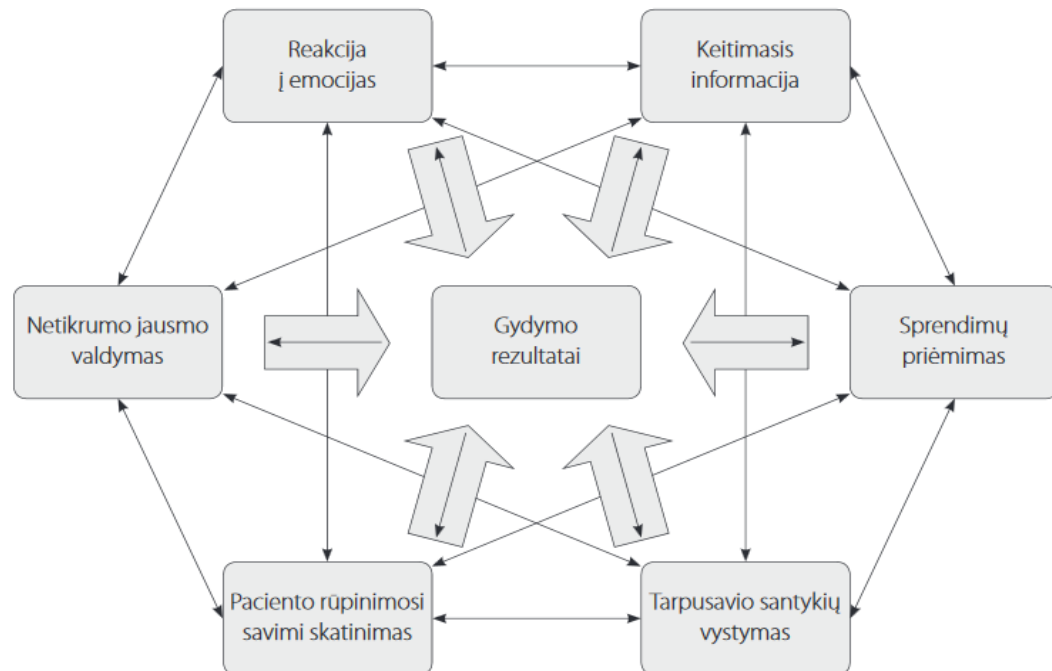 Reakcija
į emocijas
Keitimasis
informacija
Netikrumo jausmo
valdymas
Gydymo
rezultatai
Sprendimų
priėmimas
Paciento rūpinimosi
savimi skatinimas
Tarpusavio santykių
vystymas